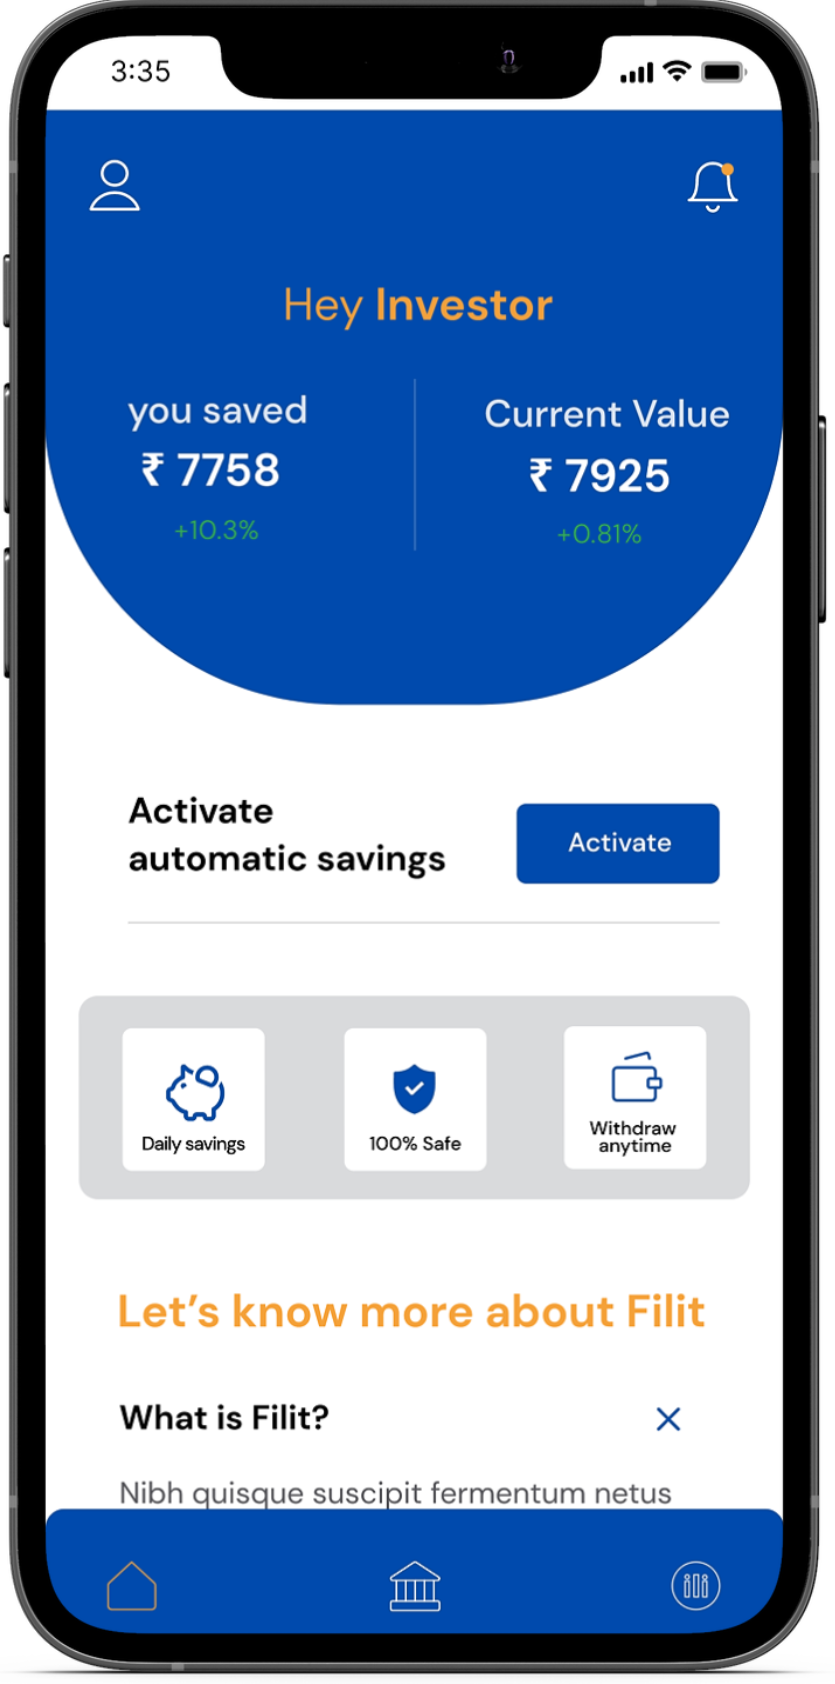 3:35
Hey Investor
you saved
₹ 7758
+10.3%
Current Value
₹ 7925
+0.81%
Activate
automatic savings
Activate
Daily savings
100% Safe
Withdraw
anytime
Let's know more about Filit
What is Filit?
Nibh quisque suscipit fermentum netus